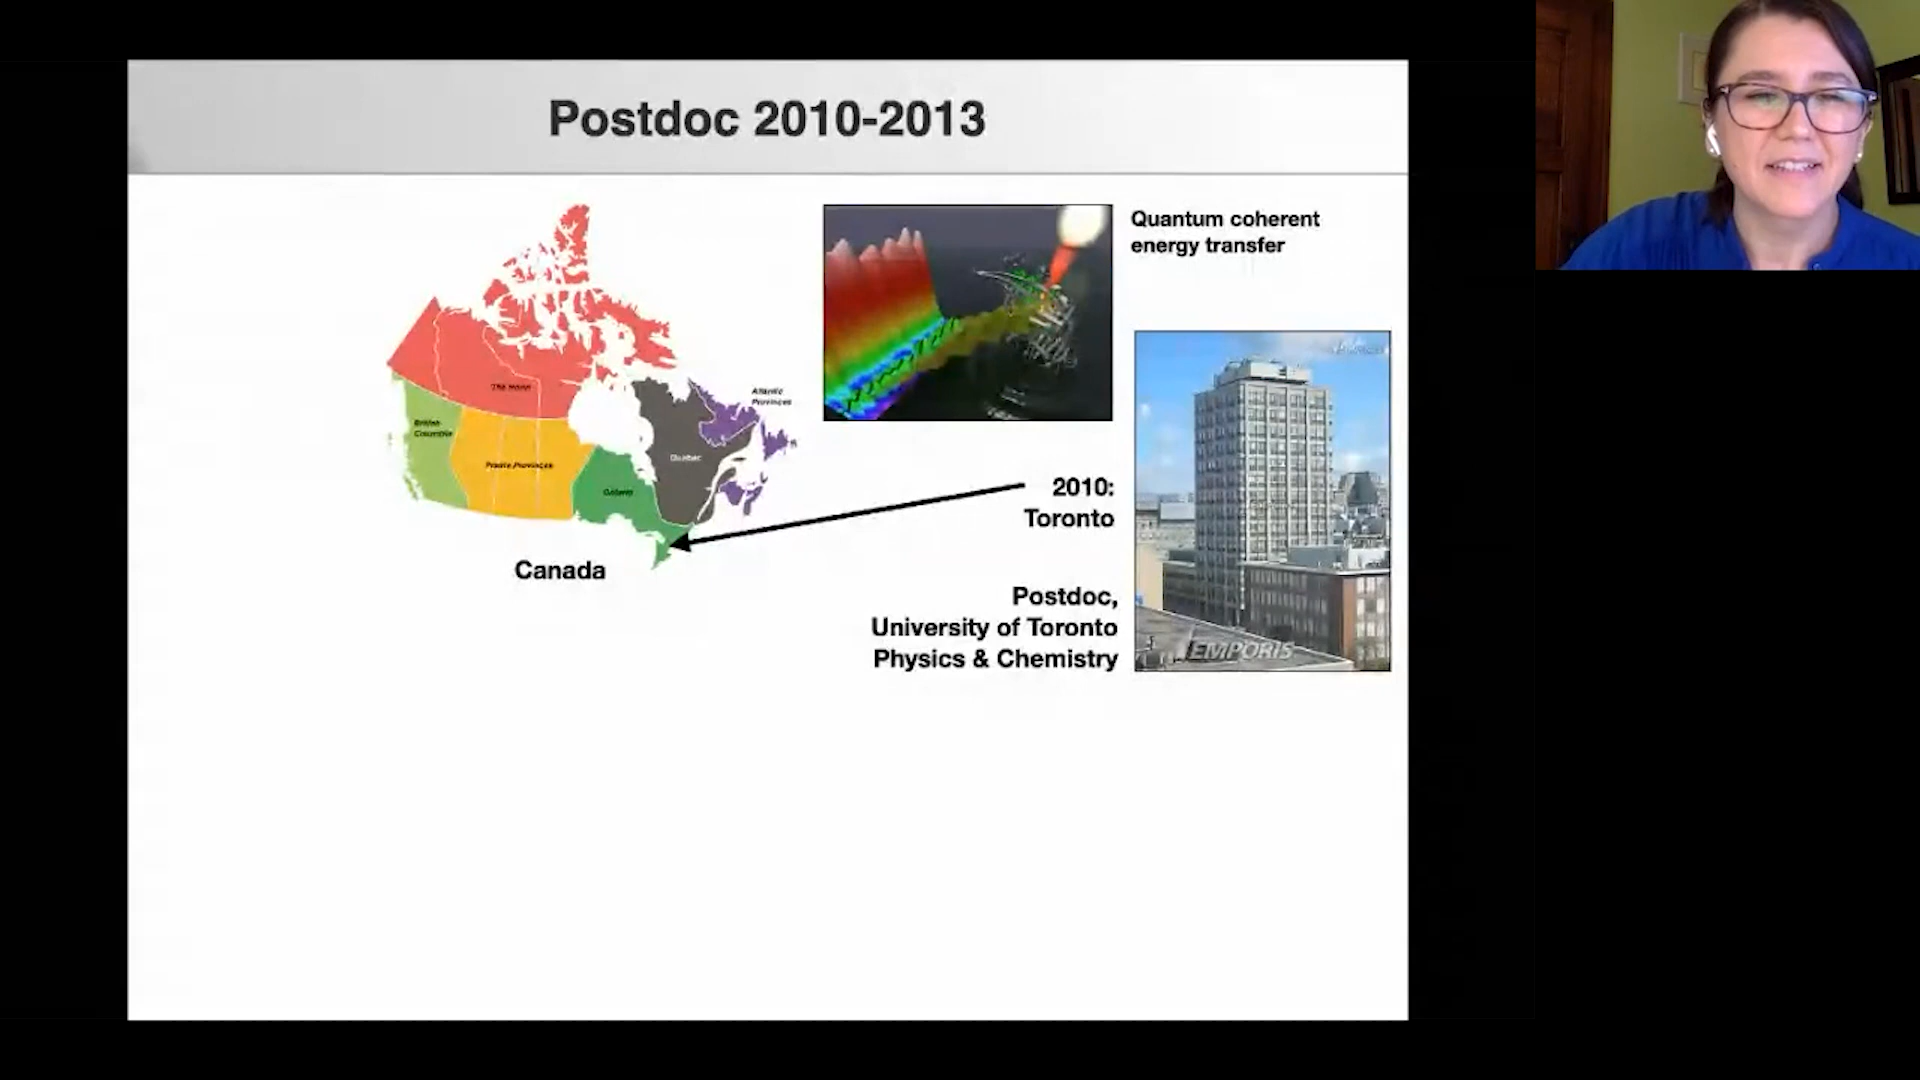 Postdoc 2010-2013
Quantum coherent
energy transfer
The North
British
Columbia
Prairie Provinces
Ontario
Quebec
Atlantic
Provinces
Canada
2010:
Toronto
Postdoc,
University of Toronto
Physics & Chemistry
EMPORIS